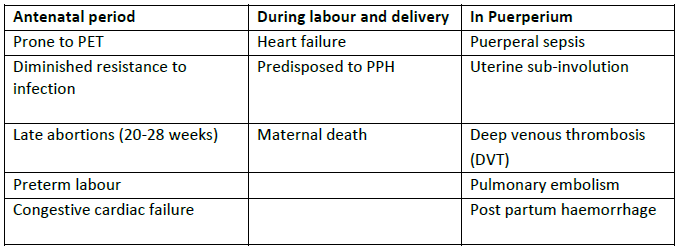 Antenatal period During labour and delivery In Puerperium
Prone to PET Heart failure Puerperal sepsis
Diminished resistance to Predisposed to PPH Uterine sub-involution
infection
Late abortions (20-28 weeks) Maternal death Deep venous thrombosis
(DVT)
Preterm labour Pulmonary embolism
Congestive cardiac failure Post partum haemorrhage